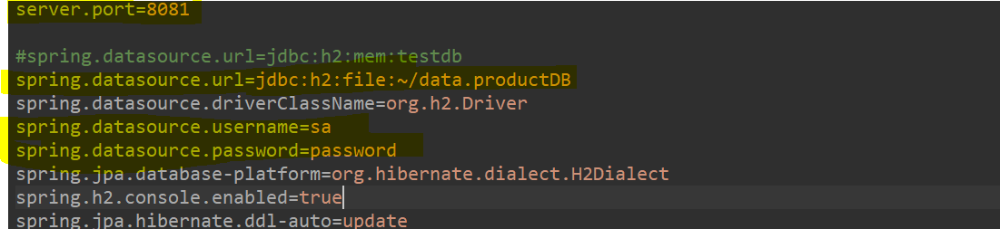 server.port=8081
#spring.datasource.url=jdbc:h2:mem:testdb
spring.datasource.url=jdbc:h2:file:~/data.productDB
spring.datasource.driverClassName=org.h2.Driver
spring.datasource.username=sa
spring.datasource.password=password
spring.jpa.database-platform=org.hibernate.dialect.H2Dialect
spring.h2.console.enabled=true
spring.jpa.hibernate.ddl-auto=update